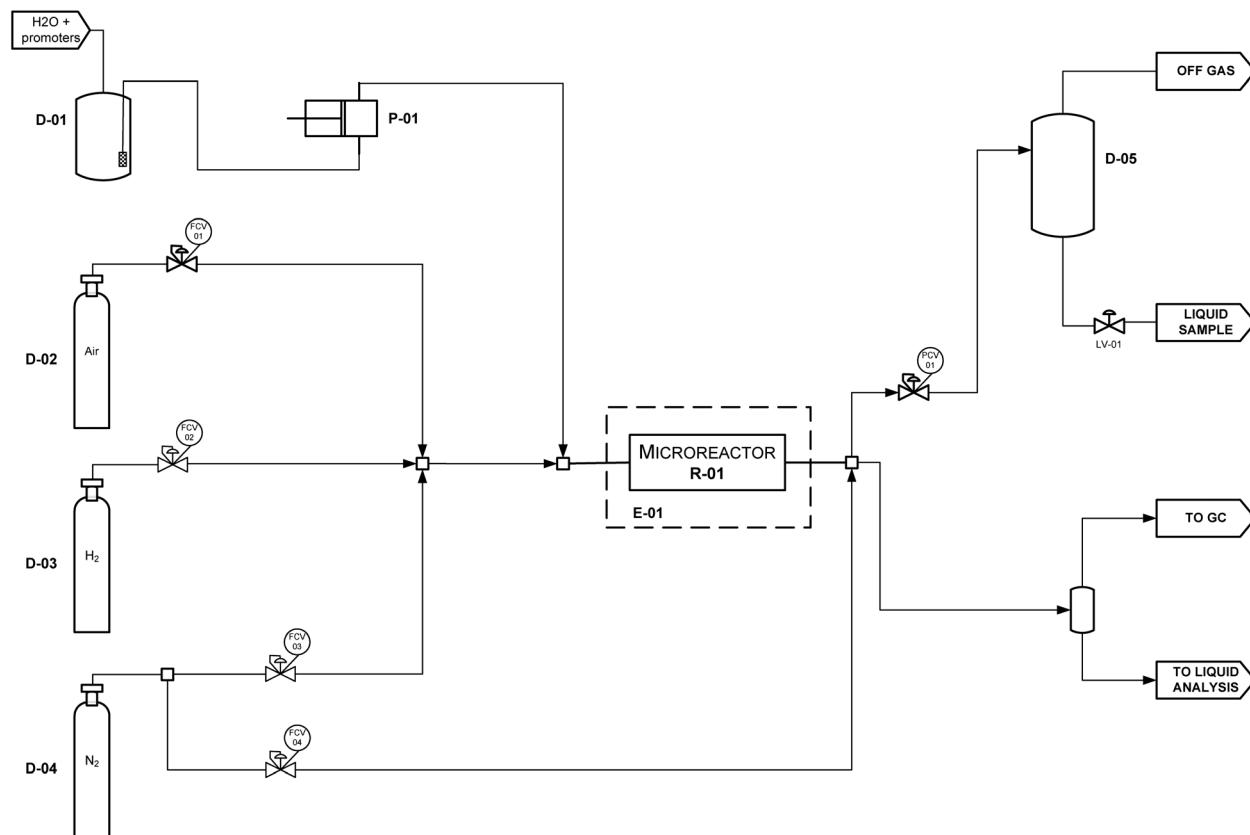 H2O +
promoters
D-01
P-01
OFF GAS
D-05
FCV
01
D-02
Air
LIQUID
SAMPLE
LV-01
PCV
01
FCV
02
MICROREACTOR
R-01
E-01
D-03
H₂
TO GC
FCV
03
TO LIQUID
ANALYSIS
D-04
N₂
FCV
04